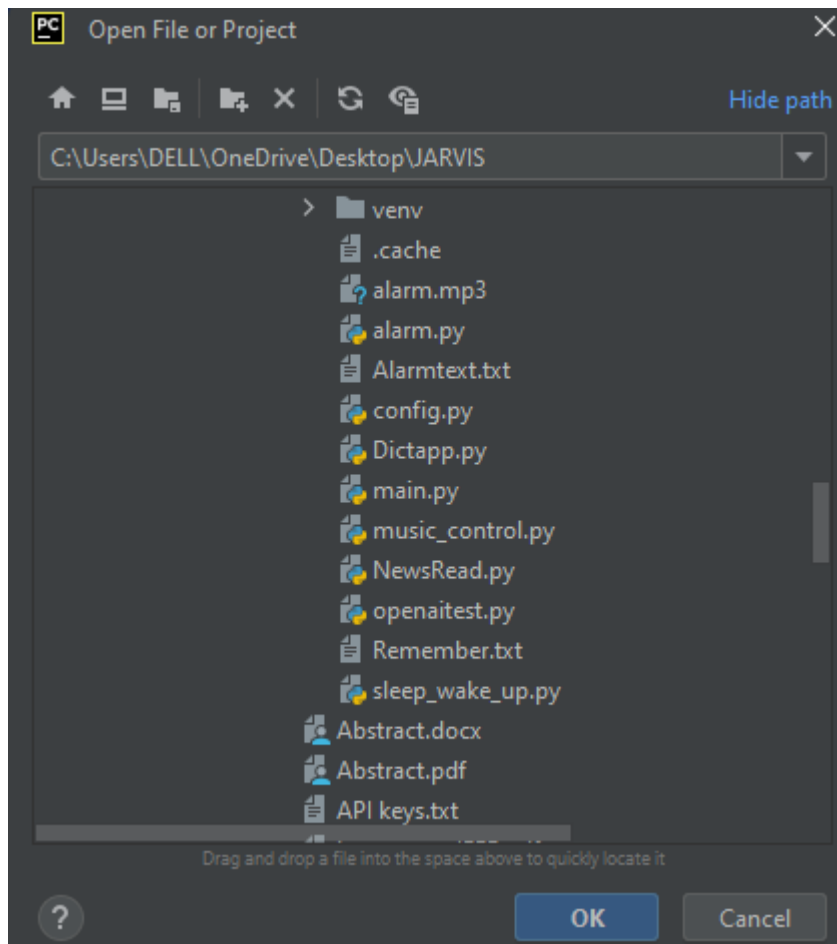 PC
Open File or Project
Hide path
C:\Users\DELL\OneDrive\Desktop\JARVIS
venv
.cache
alarm.mp3
alarm.py
Alarmtext.txt
config.py
Dictapp.py
main.py
music_control.py
NewsRead.py
openaitest.py
Remember.txt
sleep_wake_up.py
Abstract.docx
Abstract.pdf
API keys.txt
Drag and drop a file into the space above to quickly locate it
? OK Cancel